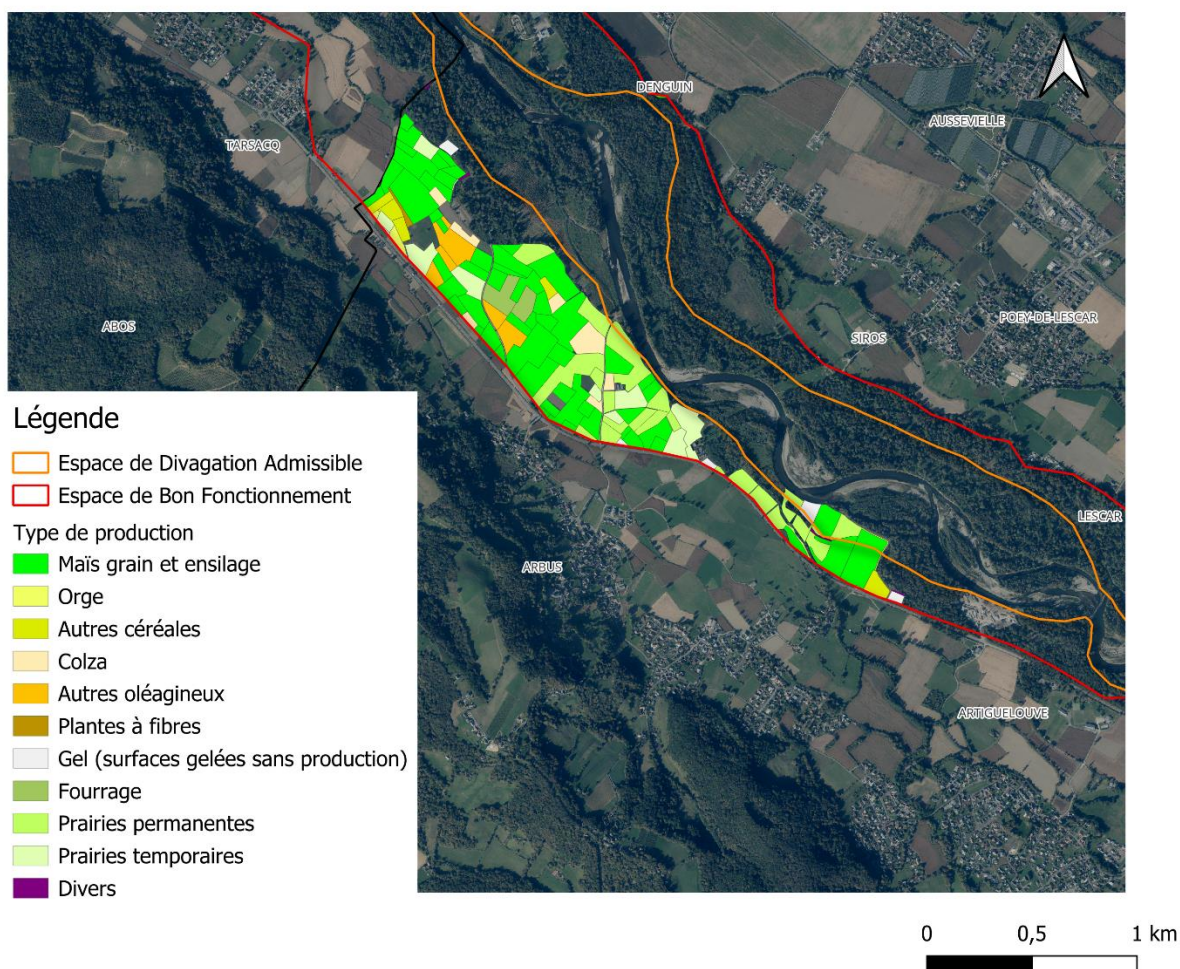 DENGUIN
AUSSEVIELLE
TARSACQ
POEY-DE-LESCAR
ABOS
SIROS
LESCAR
ARBUS
ARTIGUELOUVE
Légende
Espace de Divagation Admissible
Espace de Bon Fonctionnement
Type de production
Maïs grain et ensilage
Orge
Autres céréales
Colza
Autres oléagineux
Plantes à fibres
Gel (surfaces gelées sans production)
Fourrage
Prairies permanentes
Prairies temporaires
Divers
0 0,5 1 km